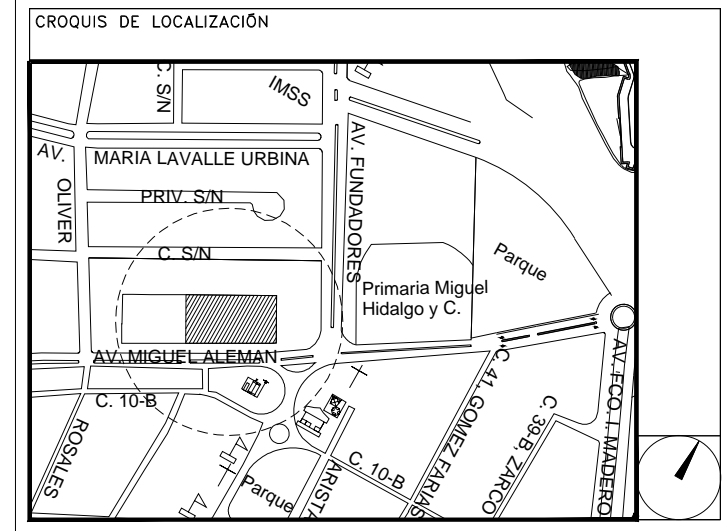 CROQUIS DE LOCALIZACIÓN
C. S/N
IMSS
AV.
MARIA LAVALLE URBINA
AV. FUNDADORES
OLIVER
PRIV. S/N
C. S/N
Parque
Primaria Miguel
Hidalgo y C.
AV. MIGUEL ALEMAN
C. 10-B
ROSALES
Parque
ARISTA
C. 10-B
C. 41, GOMEZ FARIAS
C. 39-B, ZARCO
AV. FCO. I. MADERO